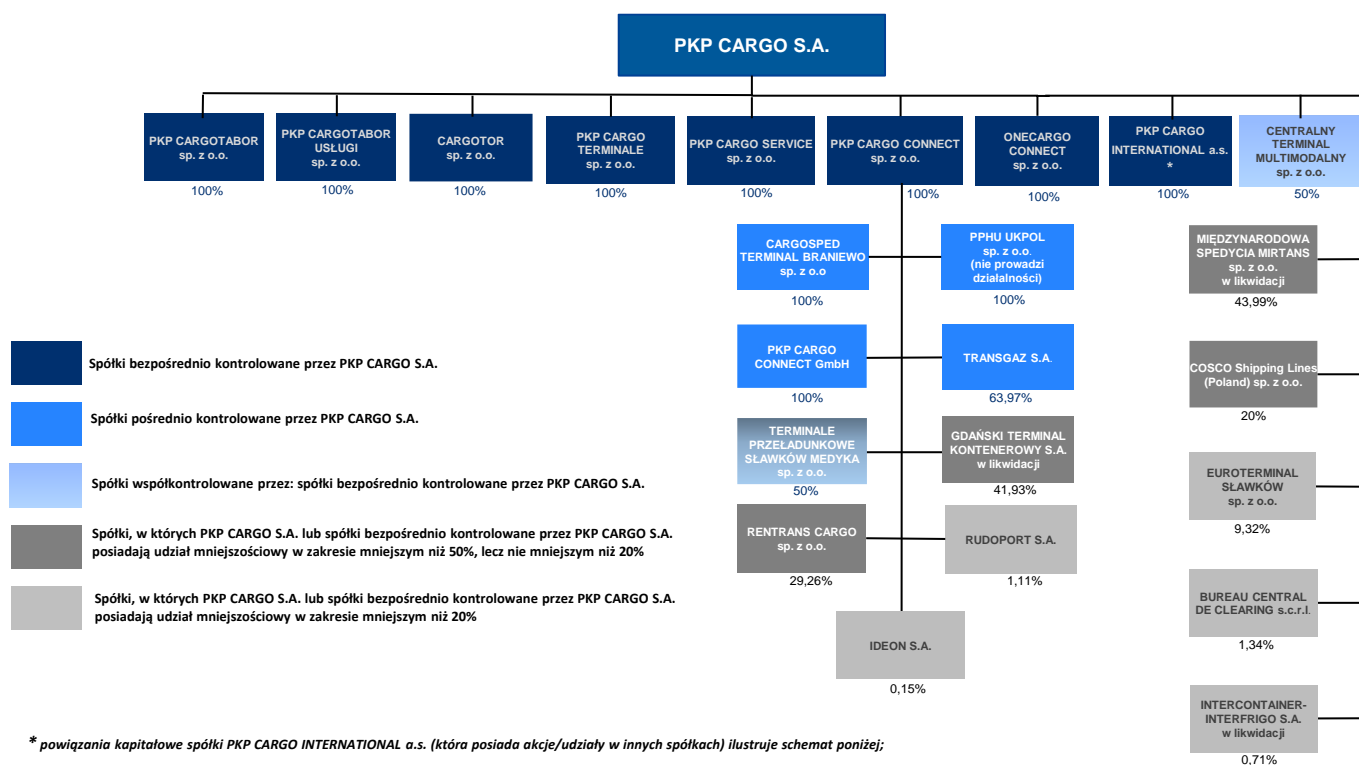 PKP CARGO S.A.
PKP CARGOTABOR
sp. z o.o.
100%
PKP CARGOTABOR
USŁUGI
sp. z o.o.
100%
CARGOTOR
sp. z o.o.
100%
PKP CARGO
TERMINALE
sp. z o.o.
100%
PKP CARGO SERVICE
sp. z o.o.
100%
PKP CARGO CONNECT
sp. z o.o.
100%
ONECARGO
CONNECT
sp. z o.o.
100%
PKP CARGO
INTERNATIONAL a.s.
*
100%
CENTRALNY
TERMINAL
MULTIMODALNY
sp. z o.o.
50%
CARGOSPED
TERMINAL BRANIEWO
sp. z o.o
100%
PPHU UKPOL
sp. z o.o.
(nie prowadzi
działalności)
100%
MIĘDZYNARODOWA
SPEDYCIA MIRTANS
sp. z o.o.
w likwidacji
43,99%
PKP CARGO
CONNECT GmbH
100%
TRANSGAZ S.A.
63,97%
COSCO Shipping Lines
(Poland) sp. z o.o.
20%
TERMINALE
PRZEŁADUNKOWE
SŁAWKÓW MEDYKA
sp. z o.o.
50%
GDAŃSKI TERMINAL
KONTENEROWY S.A.
w likwidacji
41,93%
EUROTERMINAL
SŁAWKÓW
sp. z o.o.
9,32%
RENTRANS CARGO
sp. z o.o.
29,26%
RUDOPORT S.A.
1,11%
BUREAU CENTRAL
DE CLEARING s.c.r.l.
1,34%
IDEON S.A.
0,15%
INTERCONTAINER-
INTERFRIGO S.A.
w likwidacji
0,71%
Spółki bezpośrednio kontrolowane przez PKP CARGO S.A.
Spółki pośrednio kontrolowane przez PKP CARGO S.A.
Spółki współkontrolowane przez: spółki bezpośrednio kontrolowane przez PKP CARGO S.A.
Spółki, w których PKP CARGO S.A. lub spółki bezpośrednio kontrolowane przez PKP CARGO S.A.
posiadają udział mniejszościowy w zakresie mniejszym niż 50%, lecz nie mniejszym niż 20%
Spółki, w których PKP CARGO S.A. lub spółki bezpośrednio kontrolowane przez PKP CARGO S.A.
posiadają udział mniejszościowy w zakresie mniejszym niż 20%
* powiązania kapitałowe spółki PKP CARGO INTERNATIONAL a.s. (która posiada akcje/udziały w innych spółkach) ilustruje schemat poniżej;